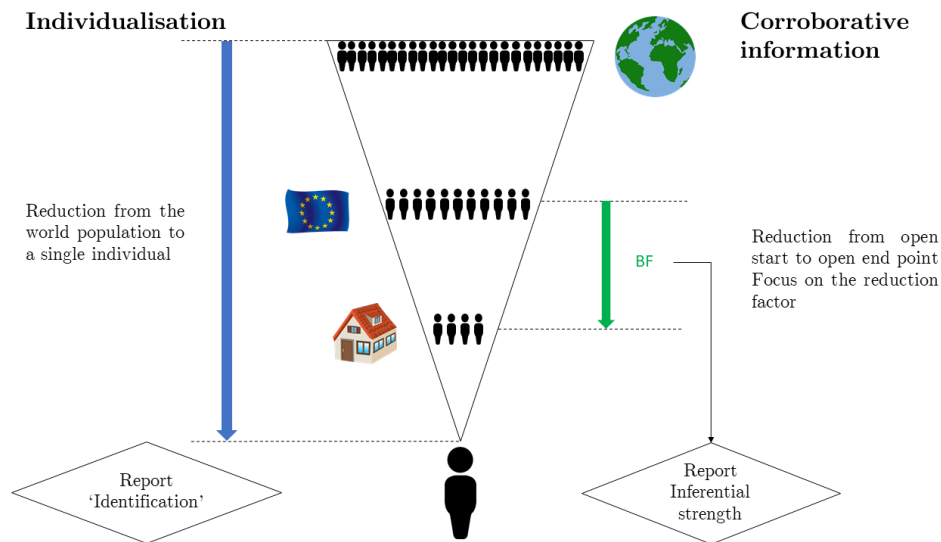 Individualisation
Corroborative
information
Reduction from the
world population to
a single individual
BF
Reduction from open
start to open end point
Focus on the reduction
factor
Report
‘Identification’
Report
Inferential
strength